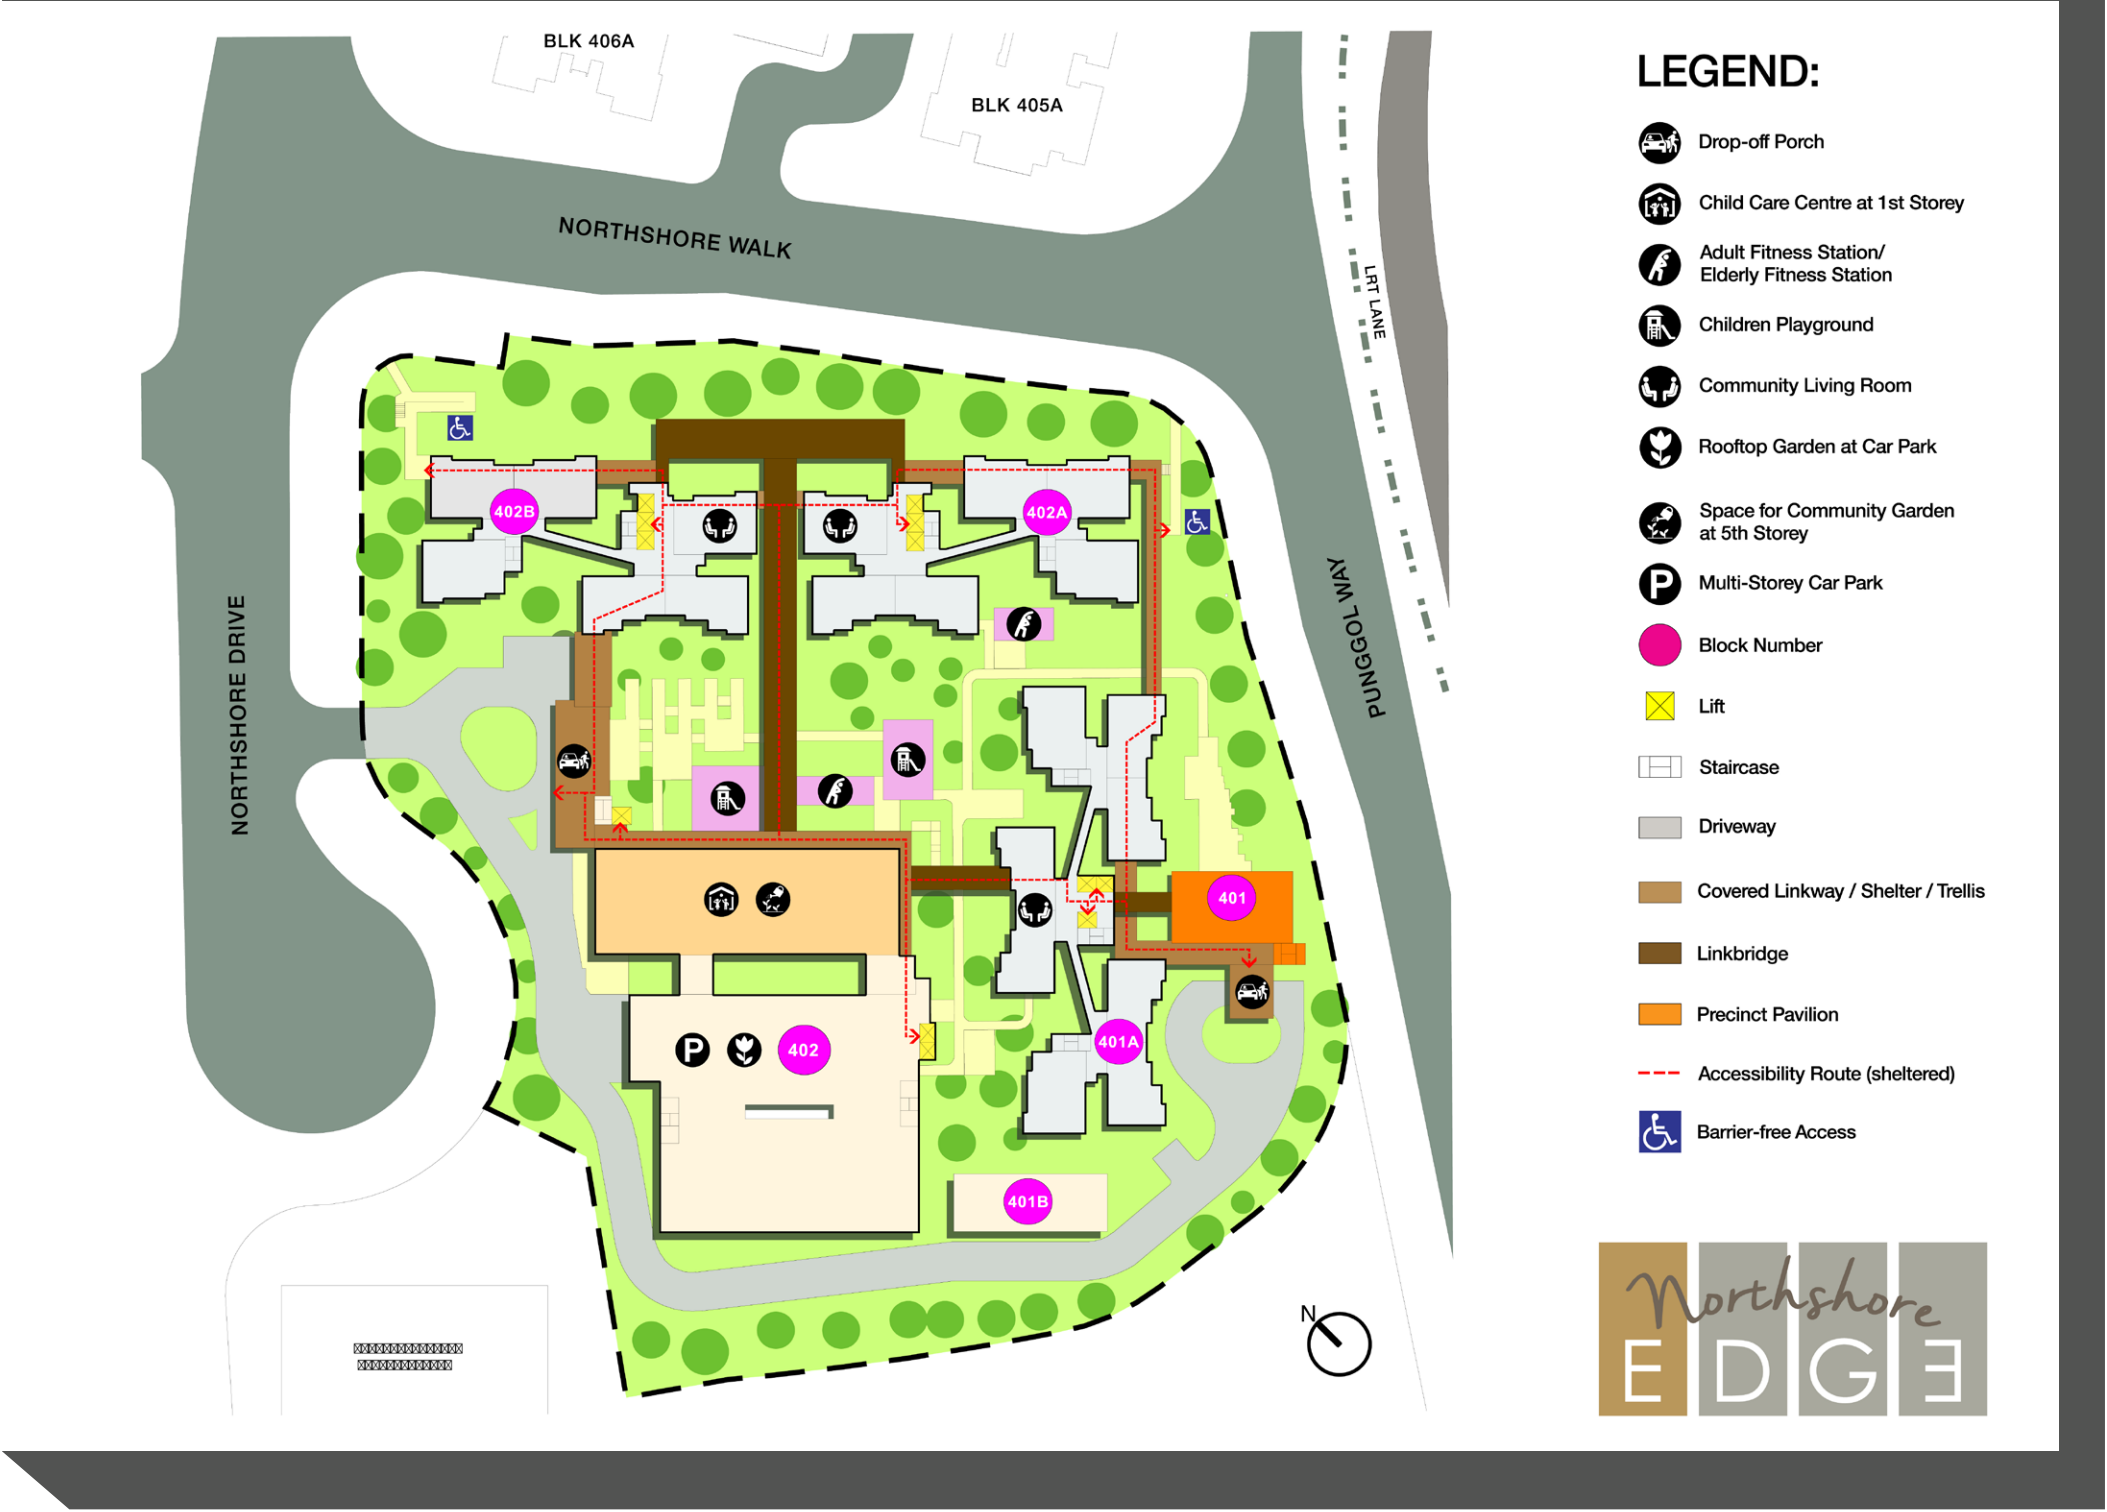 BLK 406A
BLK 405A
NORTHSHORE WALK
LRT LANE
PUNGGOL WAY
NORTHSHORE DRIVE
402B
402A
401
402
401A
401B
P
N
LEGEND:
Drop-off Porch
Child Care Centre at 1st Storey
Adult Fitness Station/
Elderly Fitness Station
Children Playground
Community Living Room
Rooftop Garden at Car Park
Space for Community Garden
at 5th Storey
P
Multi-Storey Car Park
Block Number
Lift
Staircase
Driveway
Covered Linkway / Shelter / Trellis
Linkbridge
Precinct Pavilion
Accessibility Route (sheltered)
Barrier-free Access
Northshore
EDGE